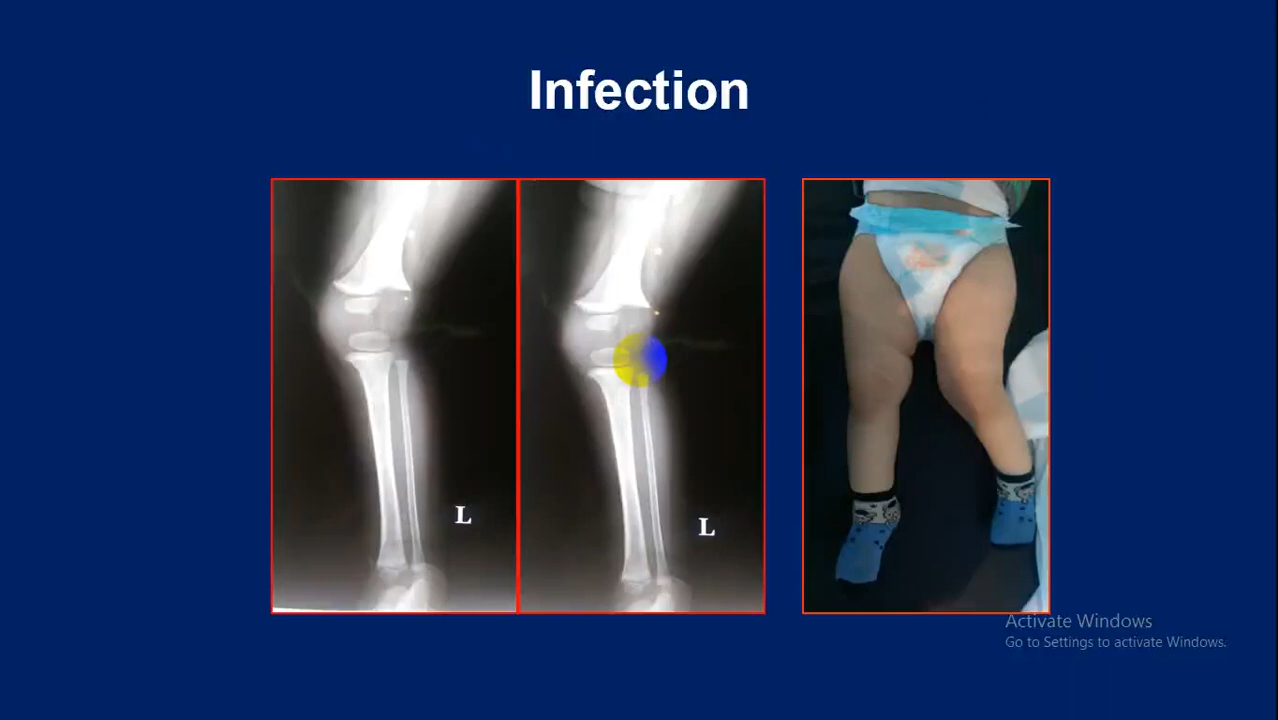 Infection
L
L
Activate Windows
Go to Settings to activate Windows.